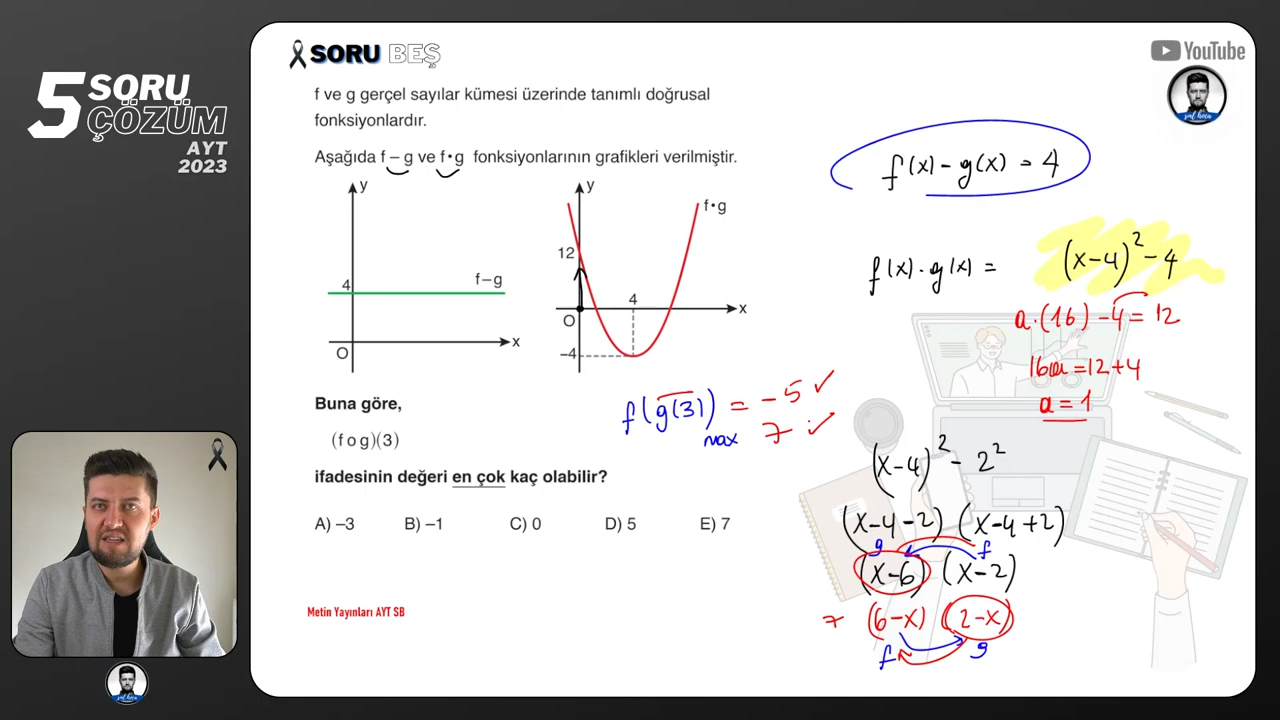 5 SORU
ÇÖZÜM
AYT
2023
SORU BEŞ
YouTube
f ve g gerçel sayılar kümesi üzerinde tanımlı doğrusal
fonksiyonlardır.
Aşağıda f – g ve f • g fonksiyonlarının grafikleri verilmiştir.
y
4
f – g
O
x
y
f • g
12
4
O
x
–4
Buna göre,
(f o g)(3)
ifadesinin değeri en çok kaç olabilir?
A) –3 B) –1 C) 0 D) 5 E) 7
Metin Yayınları AYT SB
f(g(3)) = -5 ✓
max 7 ✓
f(x) - g(x) = 4
f(x) · g(x) = (x-4)² - 4
a·(16) - 4 = 12
16a = 12+4
a = 1
(x-4)² - 2²
(x-4-2) (x-4+2)
g f
(x-6) (x-2)
7 (6-x) (2-x)
f g